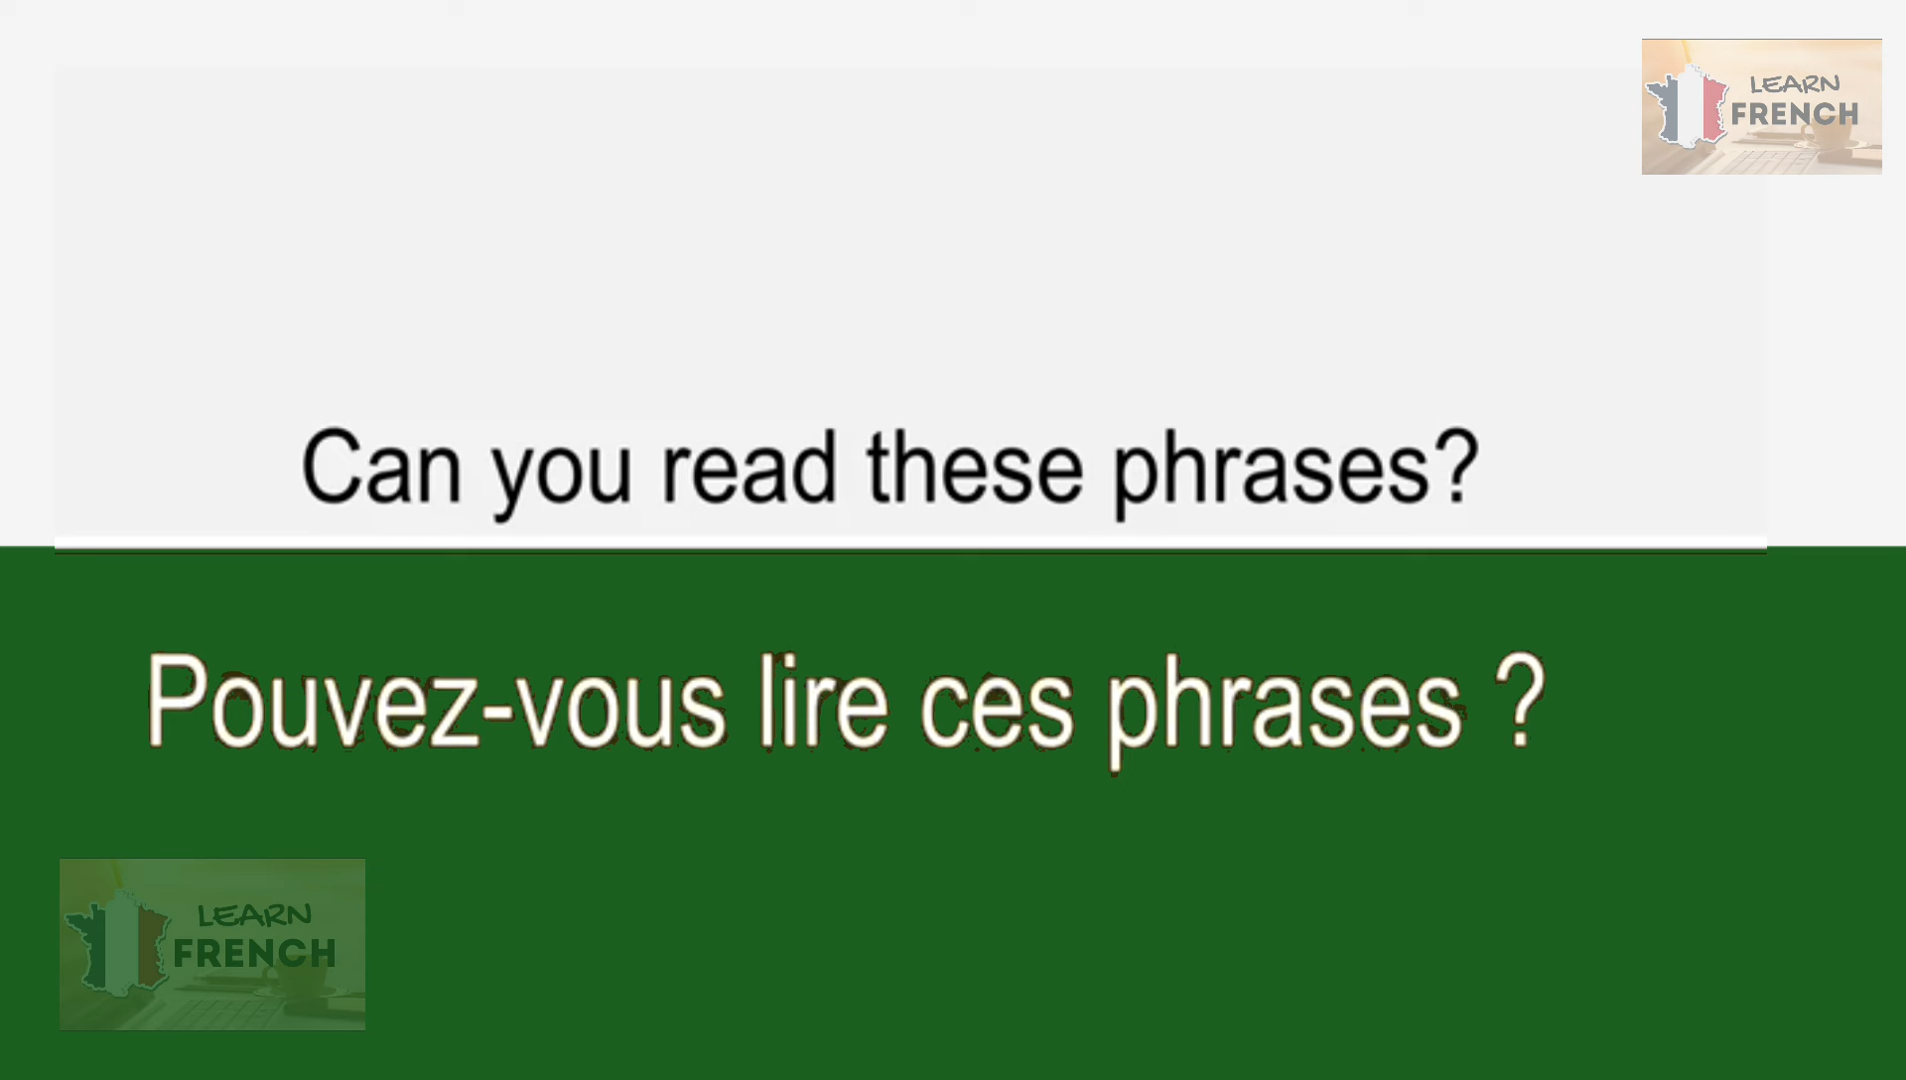 LEARN
FRENCH
Can you read these phrases?
Pouvez-vous lire ces phrases ?
LEARN
FRENCH